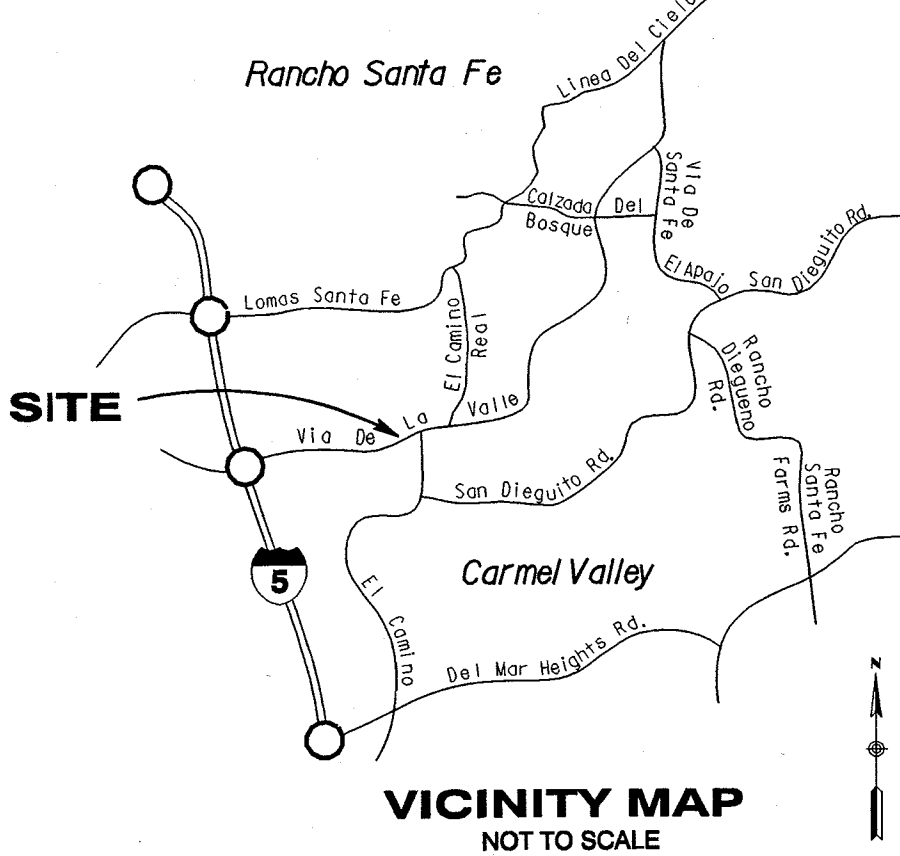 Linea Del Cielo
Rancho Santa Fe
Via De
Santa Fe
Calzada Del
Bosque
San Dieguito Rd.
El Apajo
Lomas Santa Fe
El Camino
Real
Rancho
Diegueno
Rd.
SITE
Via De La Valle
San Dieguito Rd.
Rancho
Santa Fe
Farms Rd.
5
Carmel Valley
El Camino
Del Mar Heights Rd.
N
VICINITY MAP
NOT TO SCALE